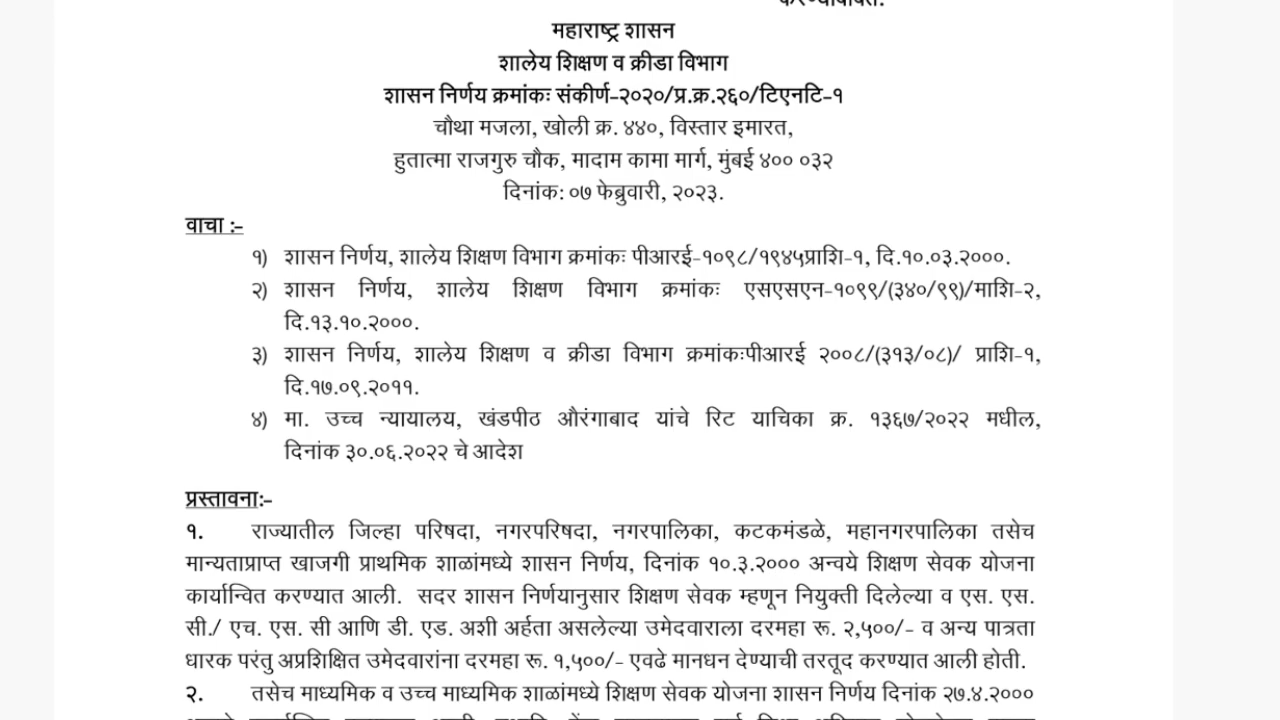 करण्याबाबत.
महाराष्ट्र शासन
शालेय शिक्षण व क्रीडा विभाग
शासन निर्णय क्रमांकः संकीर्ण-२०२०/प्र.क्र.२६०/टिएनटि-१
चौथा मजला, खोली क्र. ४४०, विस्तार इमारत,
हुतात्मा राजगुरु चौक, मादाम कामा मार्ग, मुंबई ४०० ०३२
दिनांक: ०७ फेब्रुवारी, २०२३.
वाचा :-
१) शासन निर्णय, शालेय शिक्षण विभाग क्रमांकः पीआरई-१०९८/१९४५प्राशि-१, दि.१०.०३.२०००.
२) शासन निर्णय, शालेय शिक्षण विभाग क्रमांकः एसएसएन-१०९९/(३४०/९९)/माशि-२,
दि.१३.१०.२०००.
३) शासन निर्णय, शालेय शिक्षण व क्रीडा विभाग क्रमांकःपीआरई २००८/(३१३/०८)/ प्राशि-१,
दि.१७.०९.२०११.
४) मा. उच्च न्यायालय, खंडपीठ औरंगाबाद यांचे रिट याचिका क्र. १३६७/२०२२ मधील,
दिनांक ३०.०६.२०२२ चे आदेश
प्रस्तावना:-
१. राज्यातील जिल्हा परिषदा, नगरपरिषदा, नगरपालिका, कटकमंडळे, महानगरपालिका तसेच
मान्यताप्राप्त खाजगी प्राथमिक शाळांमध्ये शासन निर्णय, दिनांक १०.३.२००० अन्वये शिक्षण सेवक योजना
कार्यान्वित करण्यात आली. सदर शासन निर्णयानुसार शिक्षण सेवक म्हणून नियुक्ती दिलेल्या व एस. एस.
सी./ एच. एस. सी आणि डी. एड. अशी अर्हता असलेल्या उमेदवाराला दरमहा रू. २,५००/- व अन्य पात्रता
धारक परंतु अप्रशिक्षित उमेदवारांना दरमहा रू. १,५००/- एवढे मानधन देण्याची तरतूद करण्यात आली होती.
२. तसेच माध्यमिक व उच्च माध्यमिक शाळांमध्ये शिक्षण सेवक योजना शासन निर्णय दिनांक २७.४.२०००